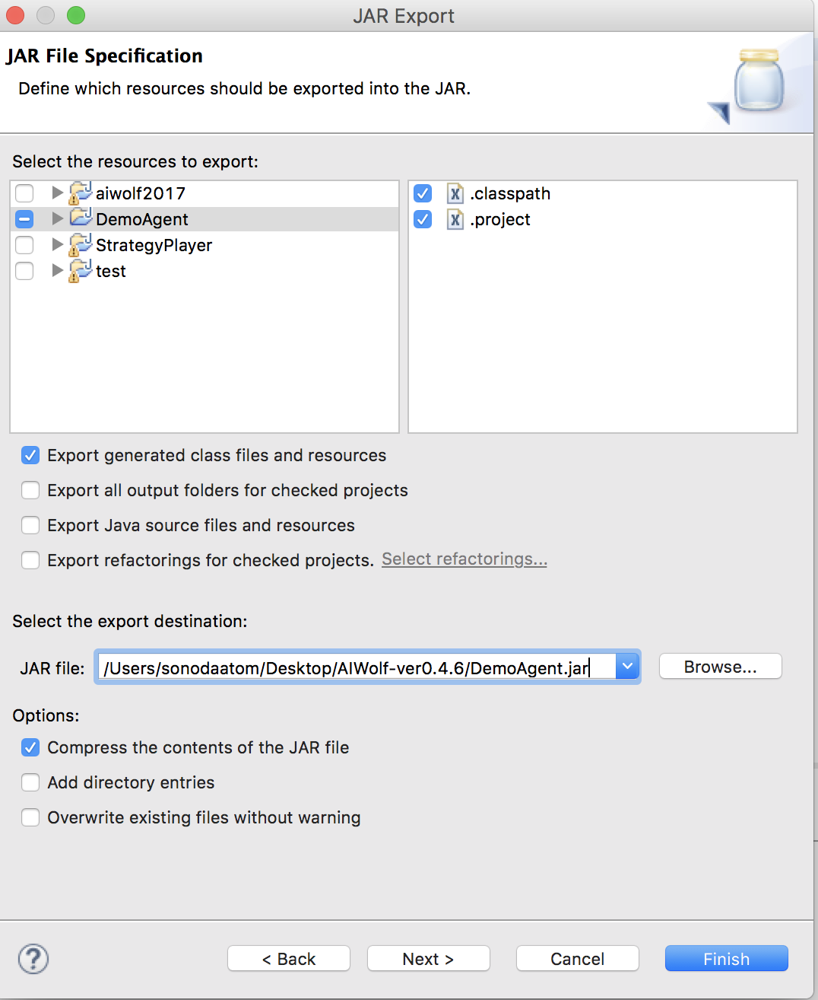 JAR Export
JAR File Specification
Define which resources should be exported into the JAR.
Select the resources to export:
aiwolf2017
DemoAgent
StrategyPlayer
test
.classpath
.project
Export generated class files and resources
Export all output folders for checked projects
Export Java source files and resources
Export refactorings for checked projects. Select refactorings...
Select the export destination:
JAR file: /Users/sonodaatom/Desktop/AIWolf-ver0.4.6/DemoAgent.jar Browse...
Options:
Compress the contents of the JAR file
Add directory entries
Overwrite existing files without warning
? < Back Next > Cancel Finish